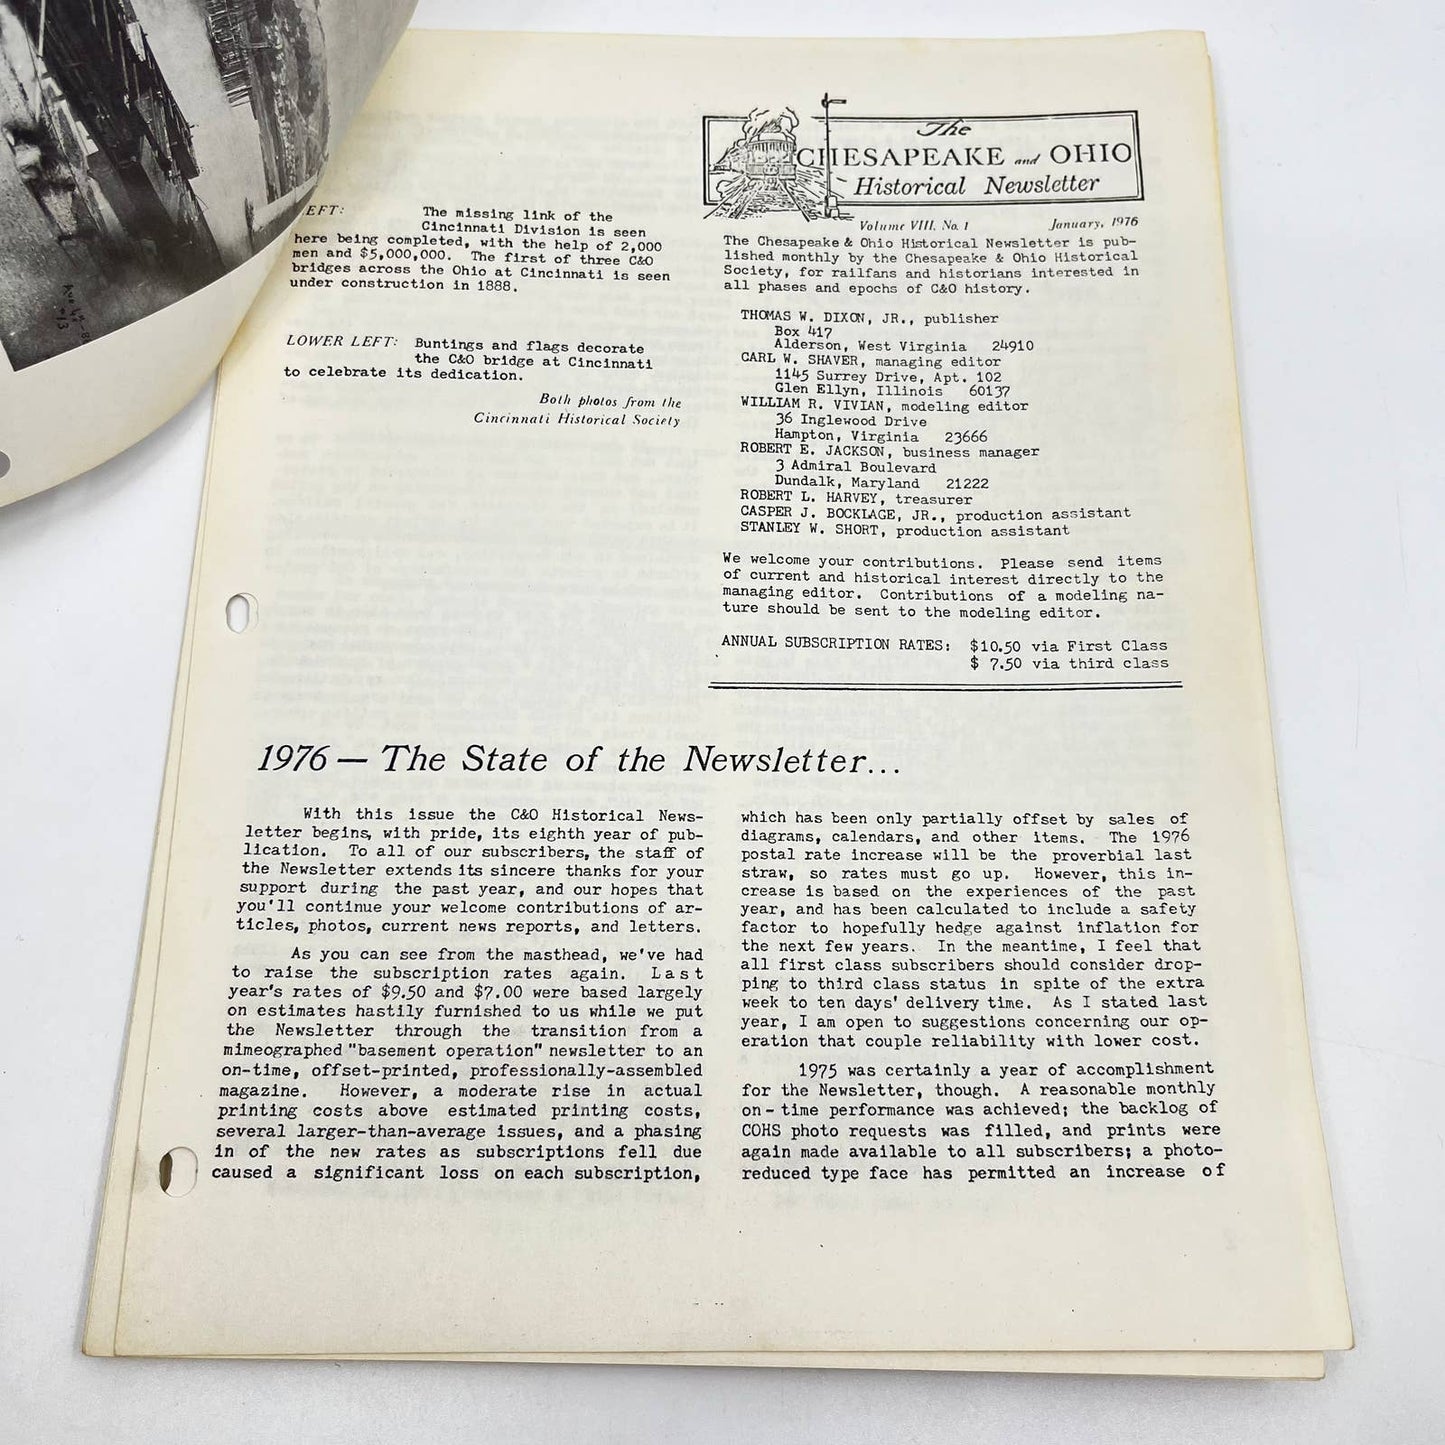 LEFT: The missing link of the
Cincinnati Division is seen
here being completed, with the help of 2,000
men and $5,000,000. The first of three C&O
bridges across the Ohio at Cincinnati is seen
under construction in 1888.
LOWER LEFT: Buntings and flags decorate
the C&O bridge at Cincinnati
to celebrate its dedication.
Both photos from the
Cincinnati Historical Society
The
CHESAPEAKE and OHIO
Historical Newsletter
Volume VIII, No. 1 January, 1976
The Chesapeake & Ohio Historical Newsletter is pub-
lished monthly by the Chesapeake & Ohio Historical
Society, for railfans and historians interested in
all phases and epochs of C&O history.
THOMAS W. DIXON, JR., publisher
Box 417
Alderson, West Virginia 24910
CARL W. SHAVER, managing editor
1145 Surrey Drive, Apt. 102
Glen Ellyn, Illinois 60137
WILLIAM R. VIVIAN, modeling editor
36 Inglewood Drive
Hampton, Virginia 23666
ROBERT E. JACKSON, business manager
3 Admiral Boulevard
Dundalk, Maryland 21222
ROBERT L. HARVEY, treasurer
CASPER J. BOCKLAGE, JR., production assistant
STANLEY W. SHORT, production assistant
We welcome your contributions. Please send items
of current and historical interest directly to the
managing editor. Contributions of a modeling na-
ture should be sent to the modeling editor.
ANNUAL SUBSCRIPTION RATES: $10.50 via First Class
$ 7.50 via third class
1976 — The State of the Newsletter...
With this issue the C&O Historical News-
letter begins, with pride, its eighth year of pub-
lication. To all of our subscribers, the staff of
the Newsletter extends its sincere thanks for your
support during the past year, and our hopes that
you'll continue your welcome contributions of ar-
ticles, photos, current news reports, and letters.
As you can see from the masthead, we've had
to raise the subscription rates again. Last
year's rates of $9.50 and $7.00 were based largely
on estimates hastily furnished to us while we put
the Newsletter through the transition from a
mimeographed "basement operation" newsletter to an
on-time, offset-printed, professionally-assembled
magazine. However, a moderate rise in actual
printing costs above estimated printing costs,
several larger-than-average issues, and a phasing
in of the new rates as subscriptions fell due
caused a significant loss on each subscription,
which has been only partially offset by sales of
diagrams, calendars, and other items. The 1976
postal rate increase will be the proverbial last
straw, so rates must go up. However, this in-
crease is based on the experiences of the past
year, and has been calculated to include a safety
factor to hopefully hedge against inflation for
the next few years. In the meantime, I feel that
all first class subscribers should consider drop-
ping to third class status in spite of the extra
week to ten days' delivery time. As I stated last
year, I am open to suggestions concerning our op-
eration that couple reliability with lower cost.
1975 was certainly a year of accomplishment
for the Newsletter, though. A reasonable monthly
on-time performance was achieved; the backlog of
COHS photo requests was filled, and prints were
again made available to all subscribers; a photo-
reduced type face has permitted an increase of